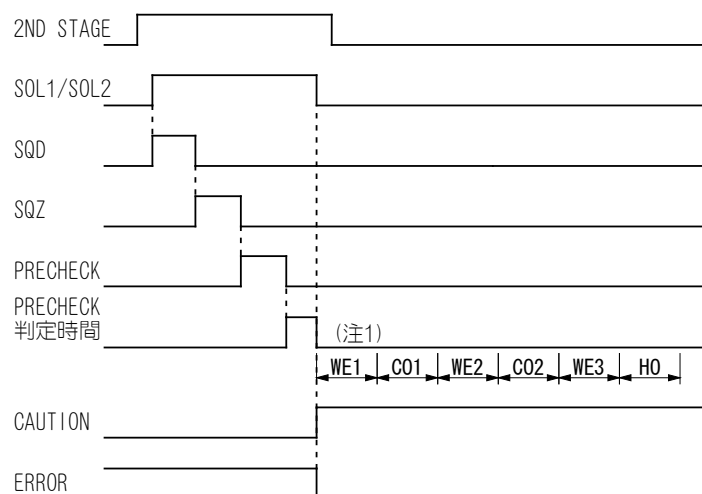 2ND STAGE
SOL1/SOL2
SQD
SQZ
PRECHECK
PRECHECK
判定時間
(注1)
WE1 CO1 WE2 CO2 WE3 HO
CAUTION
ERROR